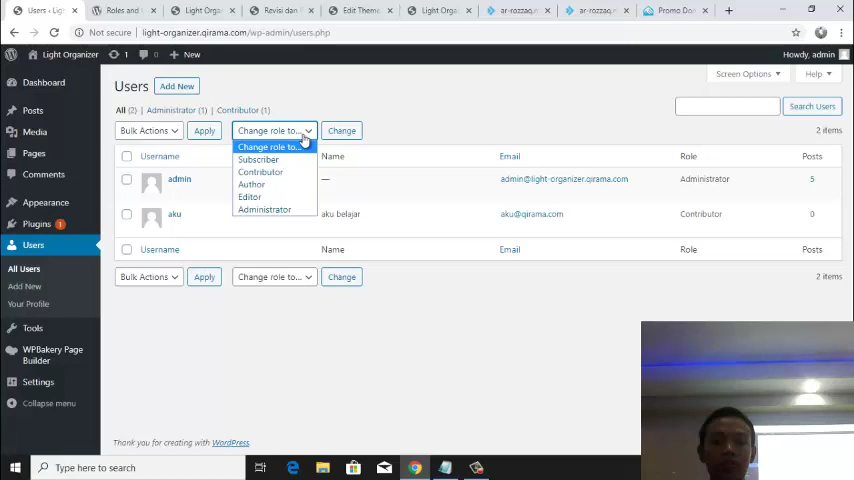 Users ‹ Ligh
Roles and
Light Organ
Revisi dan I
Edit Theme
Light Organi
ar-rozzaq.m
ar-rozzaq.m
Promo Dom
Not secure
light-organizer.qirama.com/wp-admin/users.php
Light Organizer
1
0
New
Howdy, admin
Dashboard
Posts
Media
Pages
Comments
Appearance
Plugins 1
Users
All Users
Add New
Your Profile
Tools
WPBakery Page
Builder
Settings
Collapse menu
Screen Options
Help
Users
Add New
All (2) | Administrator (1) | Contributor (1)
Search Users
Bulk Actions
Apply
Change role to...
Change
2 items
Change role to...
Subscriber
Contributor
Author
Editor
Administrator
Username
Name
Email
Role
Posts
admin
—
admin@light-organizer.qirama.com
Administrator
5
aku
aku belajar
aku@qirama.com
Contributor
0
Username
Name
Email
Role
Posts
Bulk Actions
Apply
Change role to...
Change
2 items
Thank you for creating with WordPress.
Type here to search